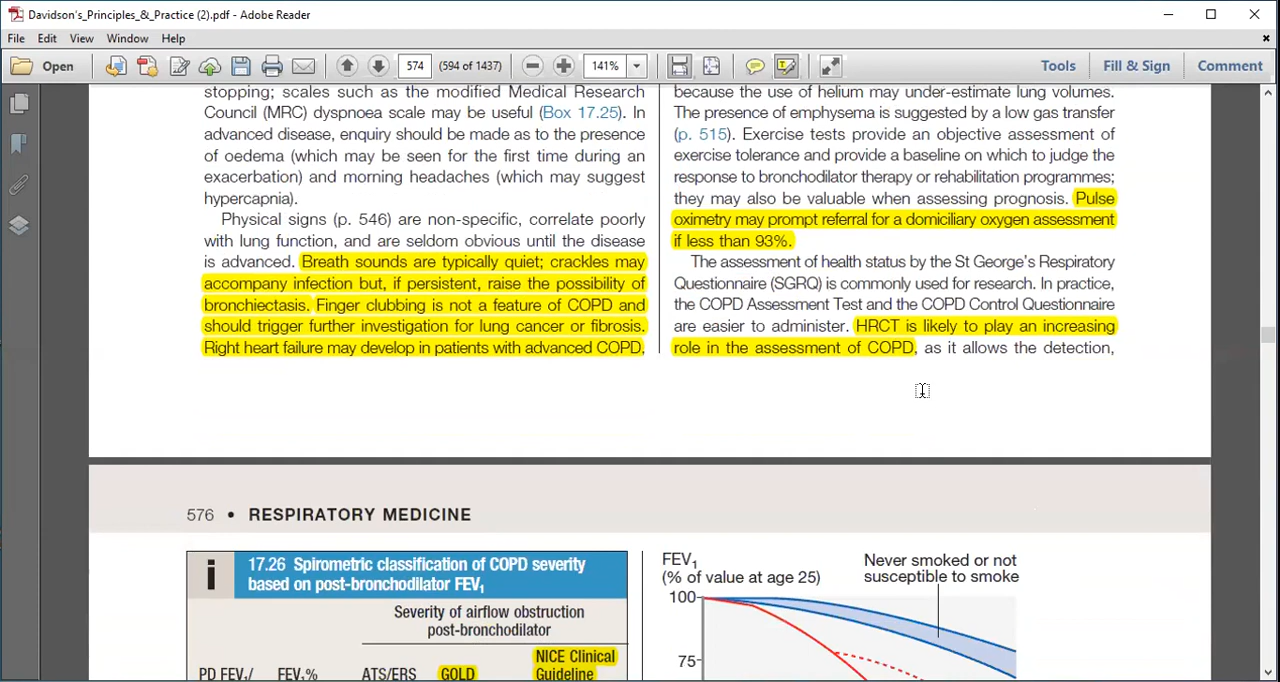 Davidson's_Principles_&_Practice (2).pdf - Adobe Reader
File Edit View Window Help
Open 574 (594 of 1437) 141% Tools Fill & Sign Comment
stopping; scales such as the modified Medical Research
Council (MRC) dyspnoea scale may be useful (Box 17.25). In
advanced disease, enquiry should be made as to the presence
of oedema (which may be seen for the first time during an
exacerbation) and morning headaches (which may suggest
hypercapnia).
Physical signs (p. 546) are non-specific, correlate poorly
with lung function, and are seldom obvious until the disease
is advanced. Breath sounds are typically quiet; crackles may
accompany infection but, if persistent, raise the possibility of
bronchiectasis. Finger clubbing is not a feature of COPD and
should trigger further investigation for lung cancer or fibrosis.
Right heart failure may develop in patients with advanced COPD,
because the use of helium may under-estimate lung volumes.
The presence of emphysema is suggested by a low gas transfer
(p. 515). Exercise tests provide an objective assessment of
exercise tolerance and provide a baseline on which to judge the
response to bronchodilator therapy or rehabilitation programmes;
they may also be valuable when assessing prognosis. Pulse
oximetry may prompt referral for a domiciliary oxygen assessment
if less than 93%.
The assessment of health status by the St George's Respiratory
Questionnaire (SGRQ) is commonly used for research. In practice,
the COPD Assessment Test and the COPD Control Questionnaire
are easier to administer. HRCT is likely to play an increasing
role in the assessment of COPD, as it allows the detection,
576 • RESPIRATORY MEDICINE
i
17.26 Spirometric classification of COPD severity
based on post-bronchodilator FEV₁
Severity of airflow obstruction
post-bronchodilator
NICE Clinical
PD FEV₁/ FEV₁% ATS/ERS GOLD Guideline
FEV₁
(% of value at age 25)
Never smoked or not
susceptible to smoke
100
75